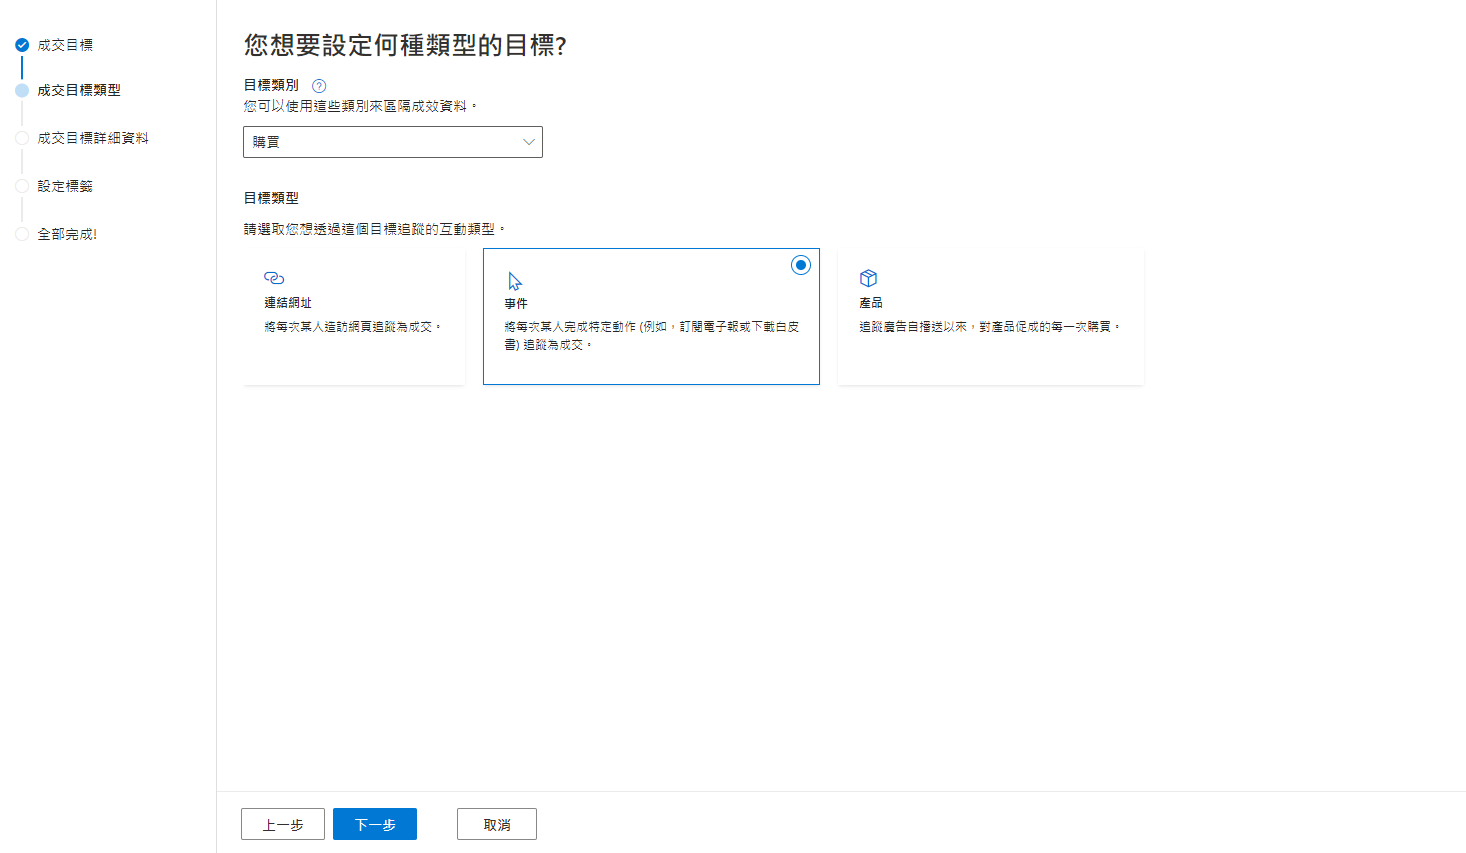 成交目標
成交目標類型
成交目標詳細資料
設定標籤
全部完成!
您想要設定何種類型的目標?
目標類別
您可以使用這些類別來區隔成效資料。
購買
目標類型
請選取您想透過這個目標追蹤的互動類型。
連結網址
將每次某人造訪網頁追蹤為成交。
事件
將每次某人完成特定動作 (例如，訂閱電子報或下載白皮
書) 追蹤為成交。
產品
追蹤廣告自播送以來，對產品促成的每一次購買。
上一步
下一步
取消